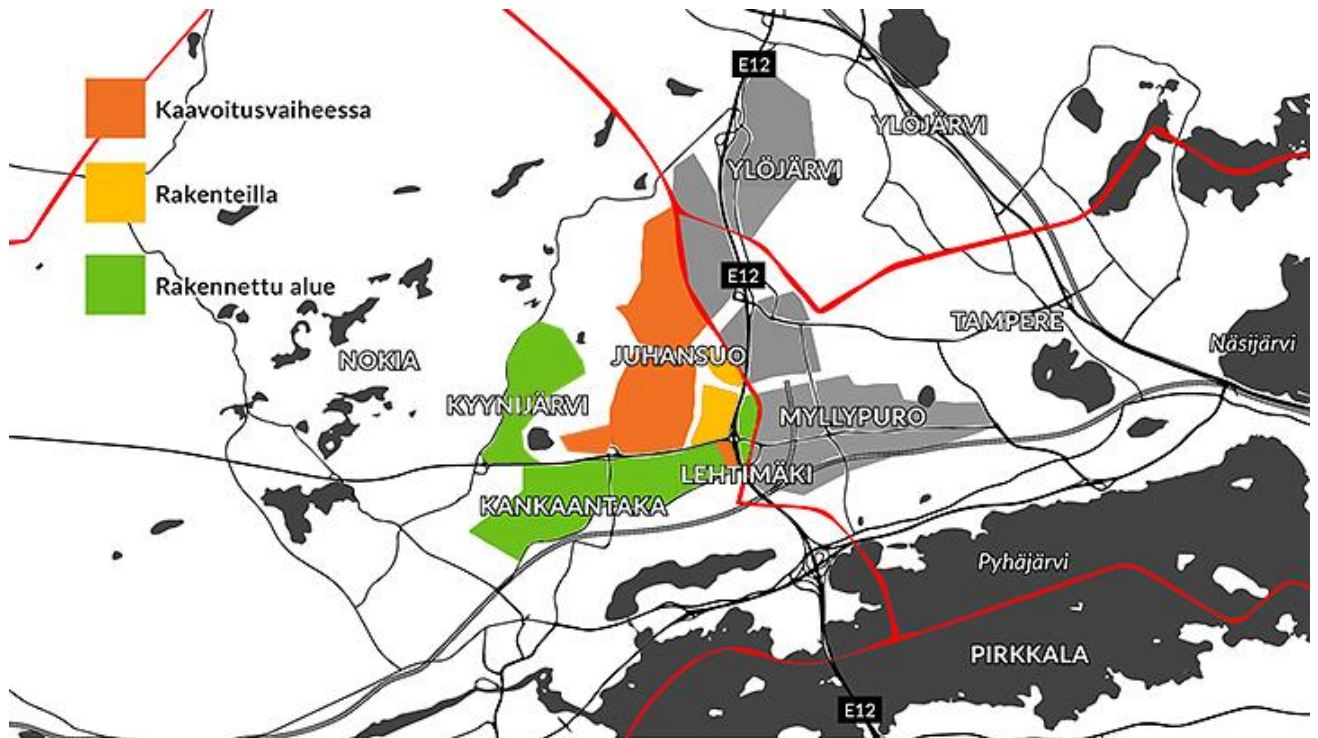 E12
Kaavoitusvaiheessa
YLÖJÄRVI
YLÖJÄRVI
Rakenteilla
E12
Rakennettu alue
TAMPERE
Näsijärvi
JUHANSUO
NOKIA
KYYNIJÄRVI
MYLLYPURO
LEHTIMÄKI
KANKAANTAKA
Pyhäjärvi
PIRKKALA
E12